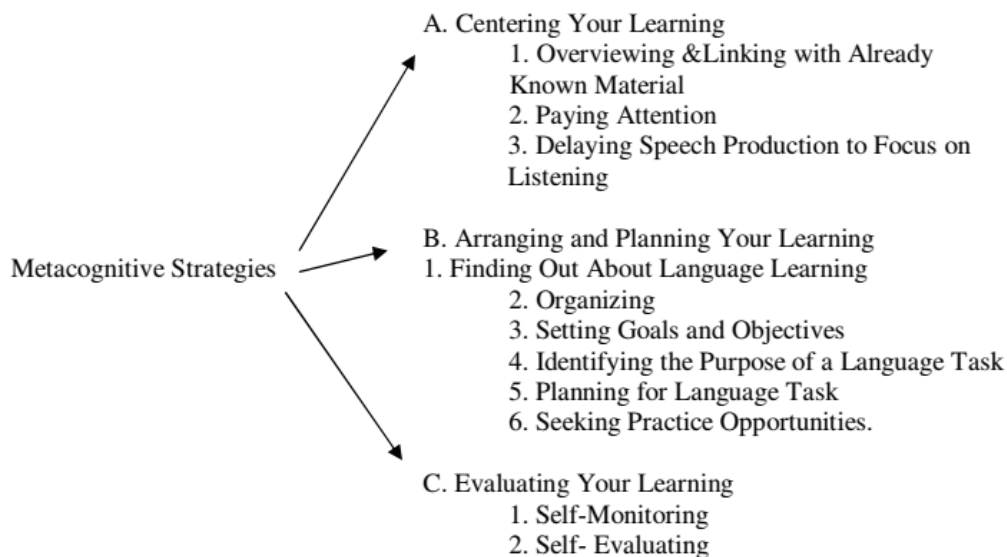 A. Centering Your Learning
1. Overviewing &Linking with Already
Known Material
2. Paying Attention
3. Delaying Speech Production to Focus on
Listening
B. Arranging and Planning Your Learning
Metacognitive Strategies
1. Finding Out About Language Learning
2. Organizing
3. Setting Goals and Objectives
4. Identifying the Purpose of a Language Task
5. Planning for Language Task
6. Seeking Practice Opportunities.
C. Evaluating Your Learning
1. Self-Monitoring
2. Self- Evaluating